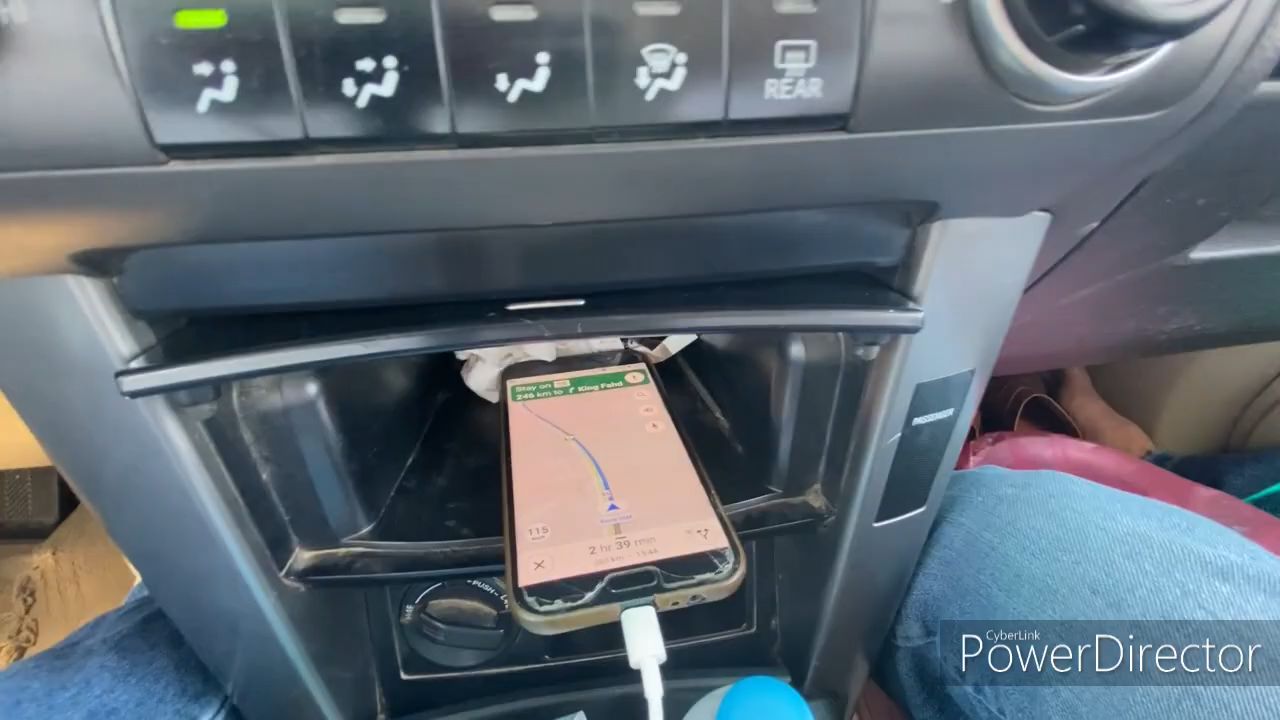 REAR
Stay on
246 km to King Fahd
115
2 hr 39 min
PASSENGER
PUSH
CyberLink
PowerDirector